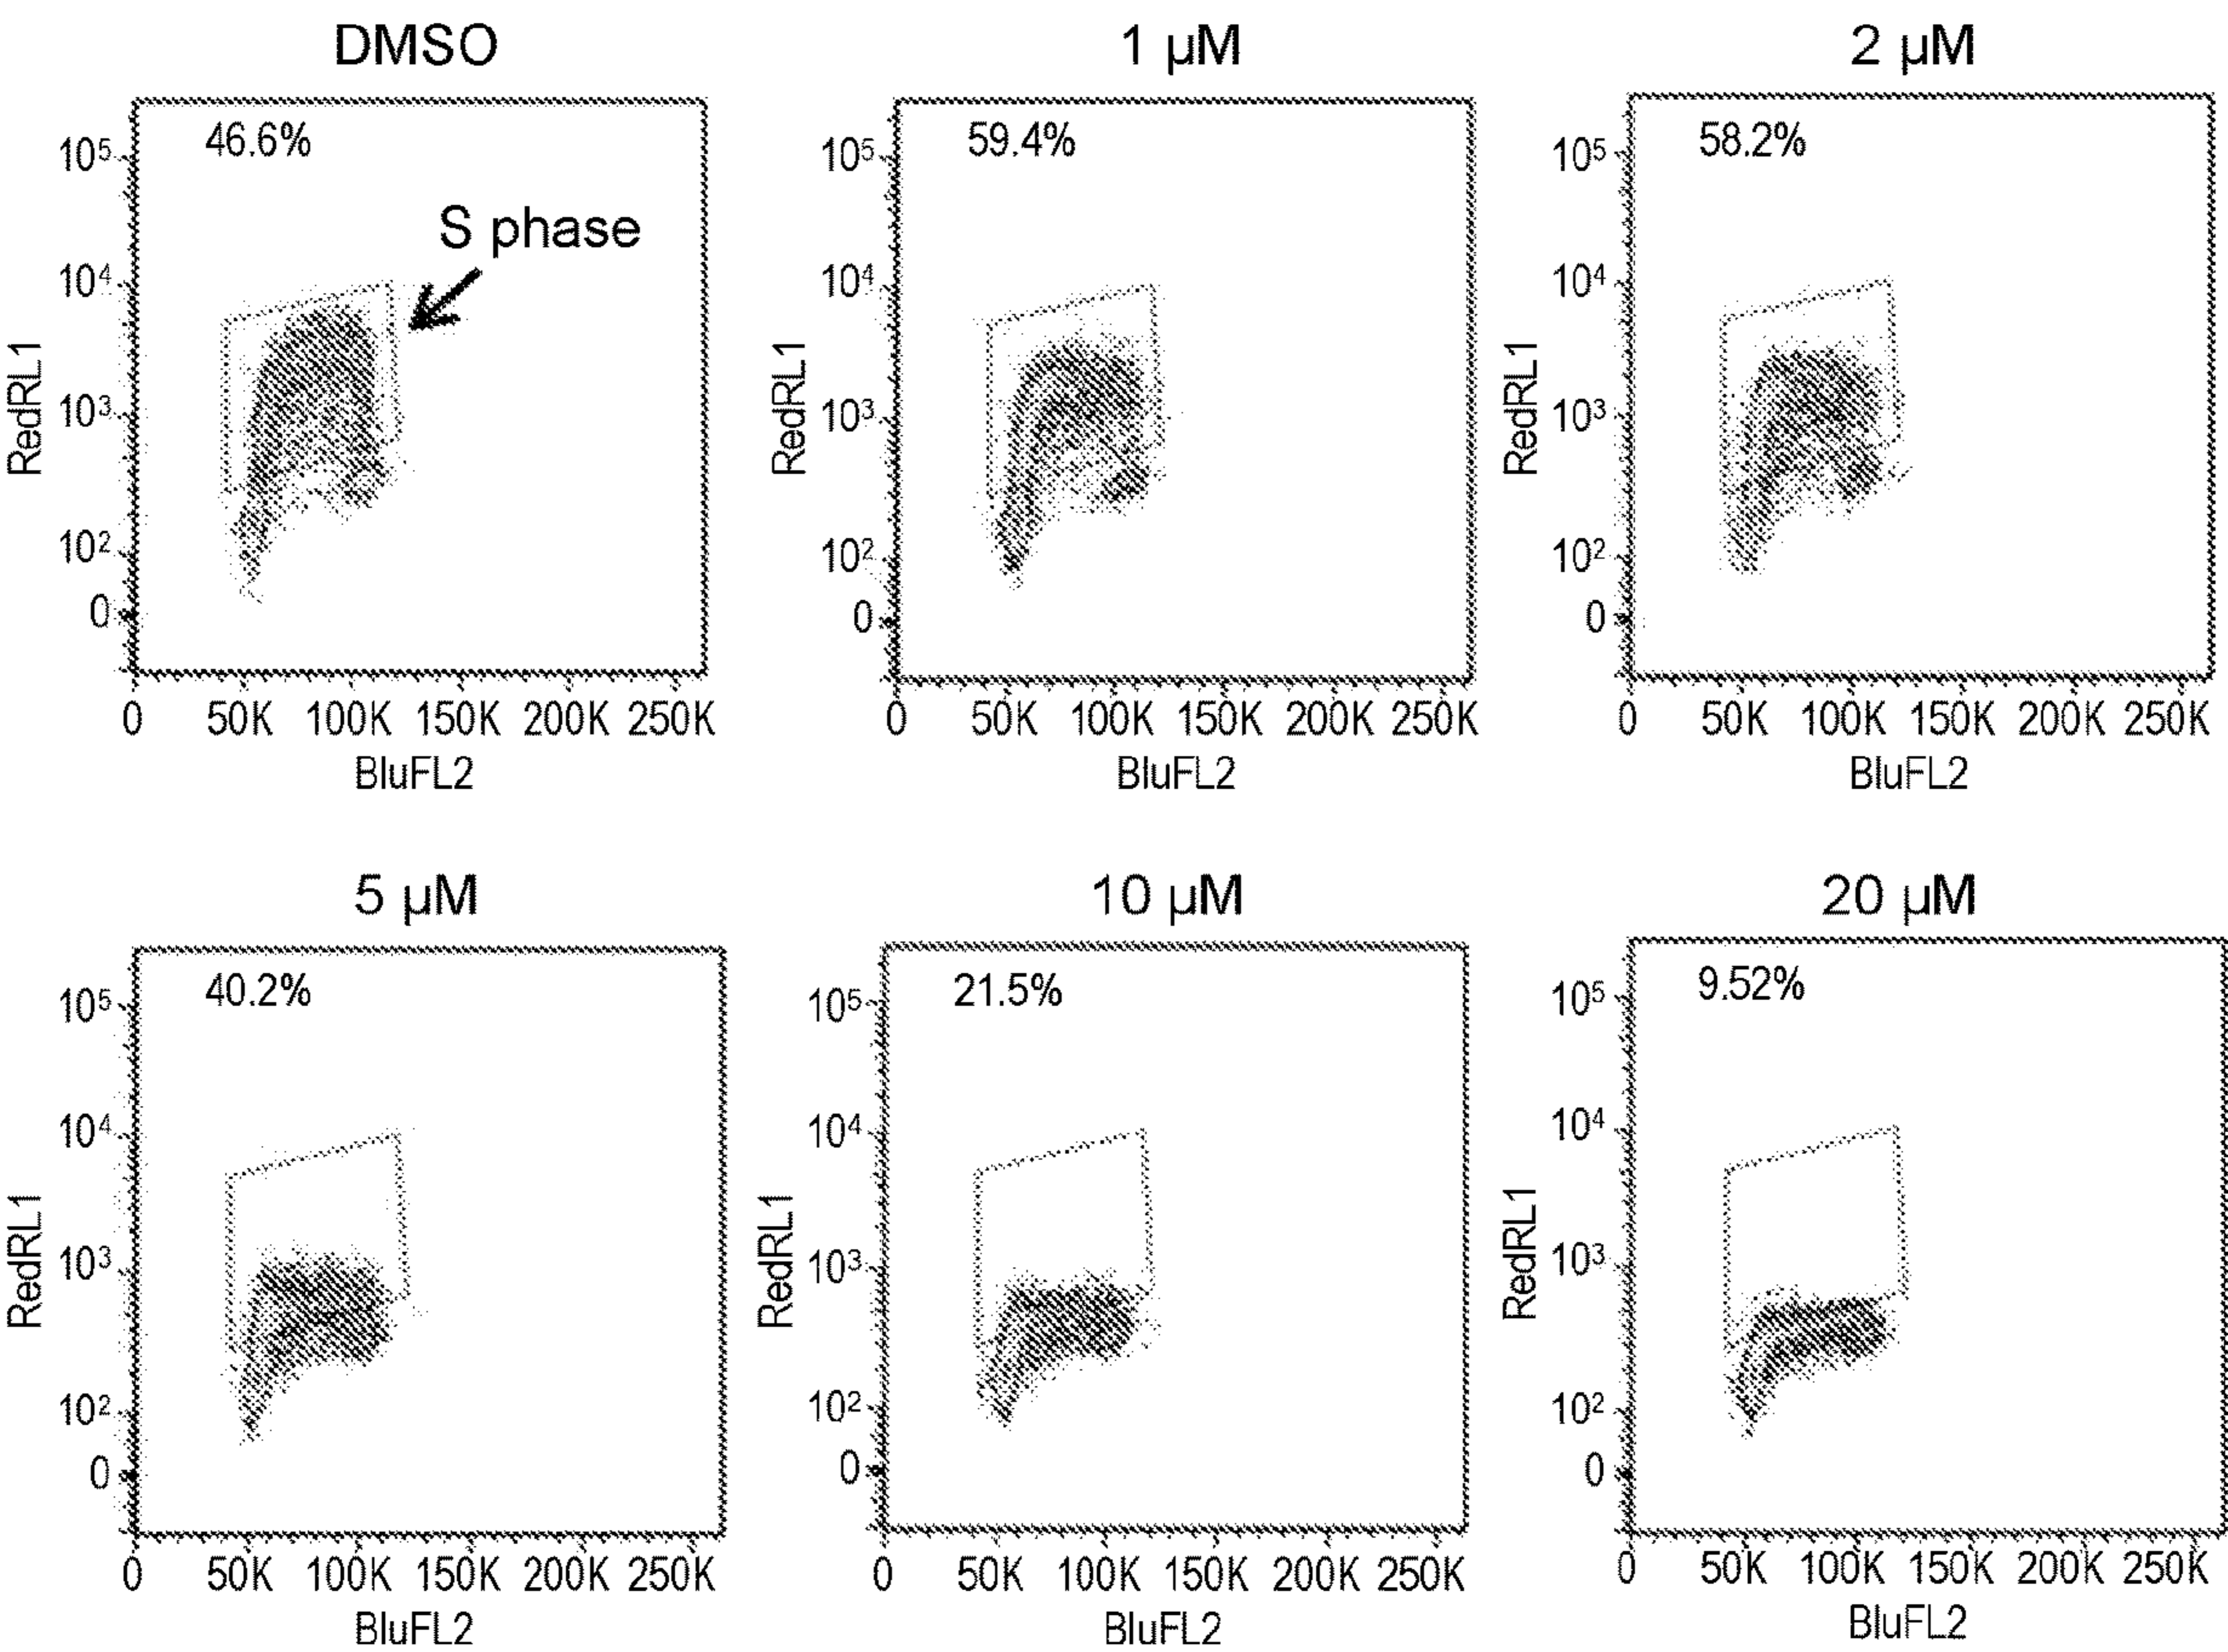 DMSO
46.6%
S phase
10⁵
10⁴
10³
10²
0
RedRL1
0 50K 100K 150K 200K 250K
BluFL2
1 µM
59.4%
10⁵
10⁴
10³
10²
0
RedRL1
0 50K 100K 150K 200K 250K
BluFL2
2 µM
58.2%
10⁵
10⁴
10³
10²
0
RedRL1
0 50K 100K 150K 200K 250K
BluFL2
5 µM
40.2%
10⁵
10⁴
10³
10²
0
RedRL1
0 50K 100K 150K 200K 250K
BluFL2
10 µM
21.5%
10⁵
10⁴
10³
10²
0
RedRL1
0 50K 100K 150K 200K 250K
BluFL2
20 µM
9.52%
10⁵
10⁴
10³
10²
0
RedRL1
0 50K 100K 150K 200K 250K
BluFL2